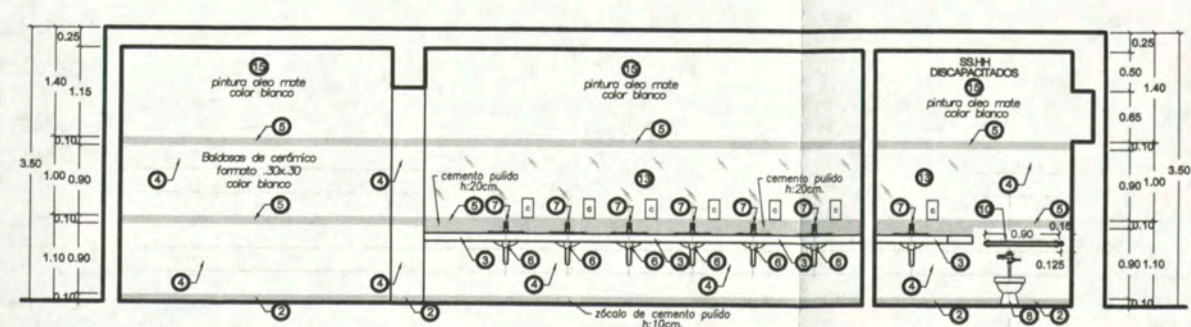 0.25
1.40
1.15
0.10
3.50
1.00
0.90
0.10
1.10
0.90
0.10
15
pintura oleo mate
color blanco
5
Baldosas de cerámico
formato .30x.30
color blanco
4
4
5
4
4
2
2
15
pintura oleo mate
color blanco
5
13
cemento pulido
h:20cm.
cemento pulido
h:20cm.
5 7 c 7 c 7 c 7 c 7 c 7 c
3 6 6 6 3 6 3 6
4
4
zócalo de cemento pulido
h:10cm.
SS.HH
DISCAPACITADOS
15
pintura oleo mate
color blanco
5
13
4
7 c 10 5
0.90
0.15
0.125
3
4
2 8 2
0.25
0.50
1.40
0.65
0.10
0.90
1.00
3.50
0.10
0.90
1.10
0.10